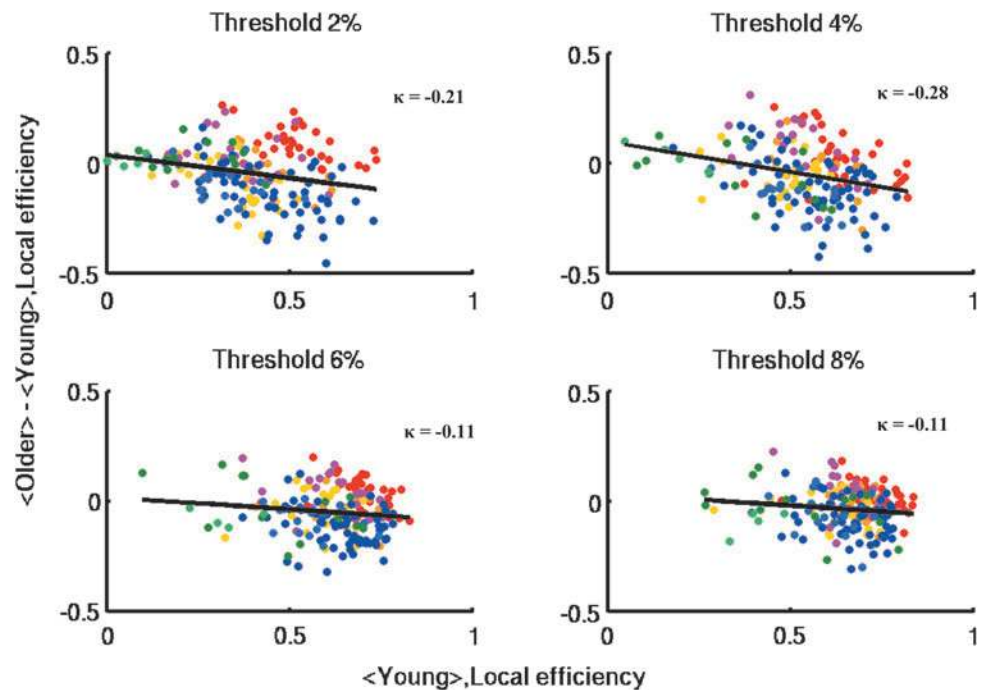 Threshold 2%
Threshold 4%
0.5
0
-0.5
0
0.5
1
κ = -0.21
0.5
0
-0.5
0
0.5
1
κ = -0.28
<Older> - <Young>,Local efficiency
Threshold 6%
Threshold 8%
0.5
0
-0.5
0
0.5
1
κ = -0.11
0.5
0
-0.5
0
0.5
1
κ = -0.11
<Young>,Local efficiency